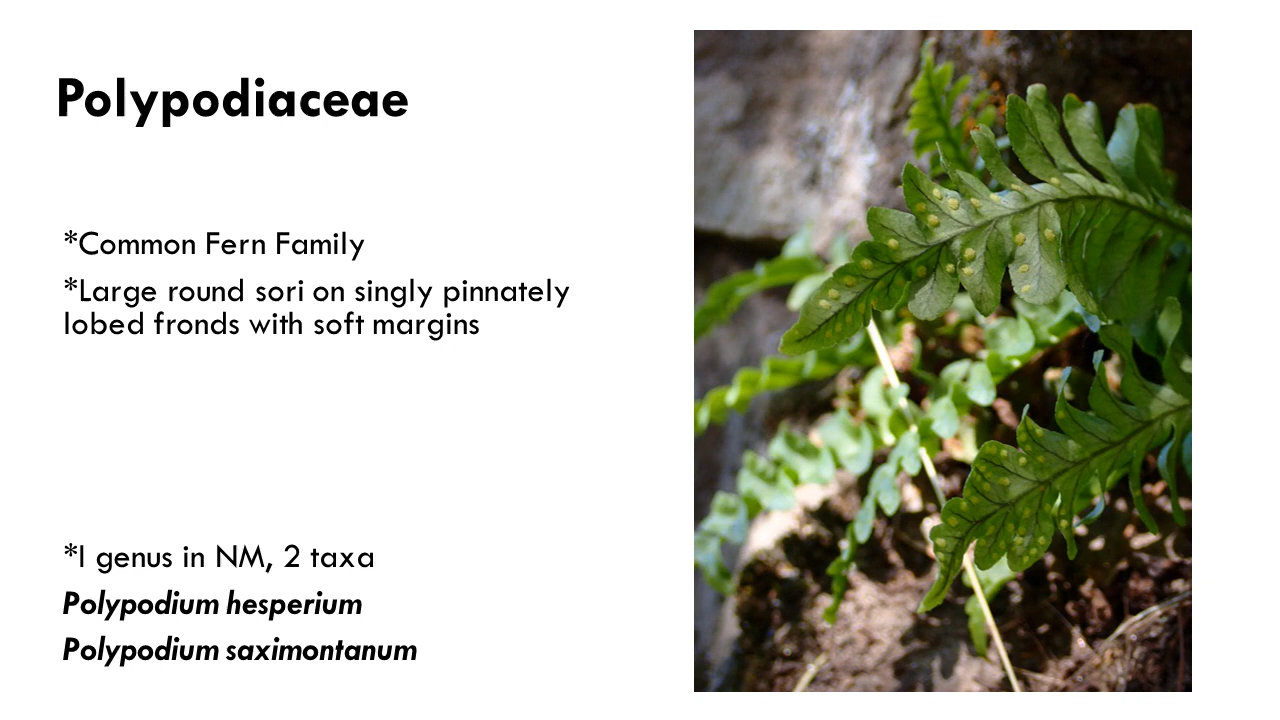 Polypodiaceae
*Common Fern Family
*Large round sori on singly pinnately
lobed fronds with soft margins
*I genus in NM, 2 taxa
Polypodium hesperium
Polypodium saximontanum